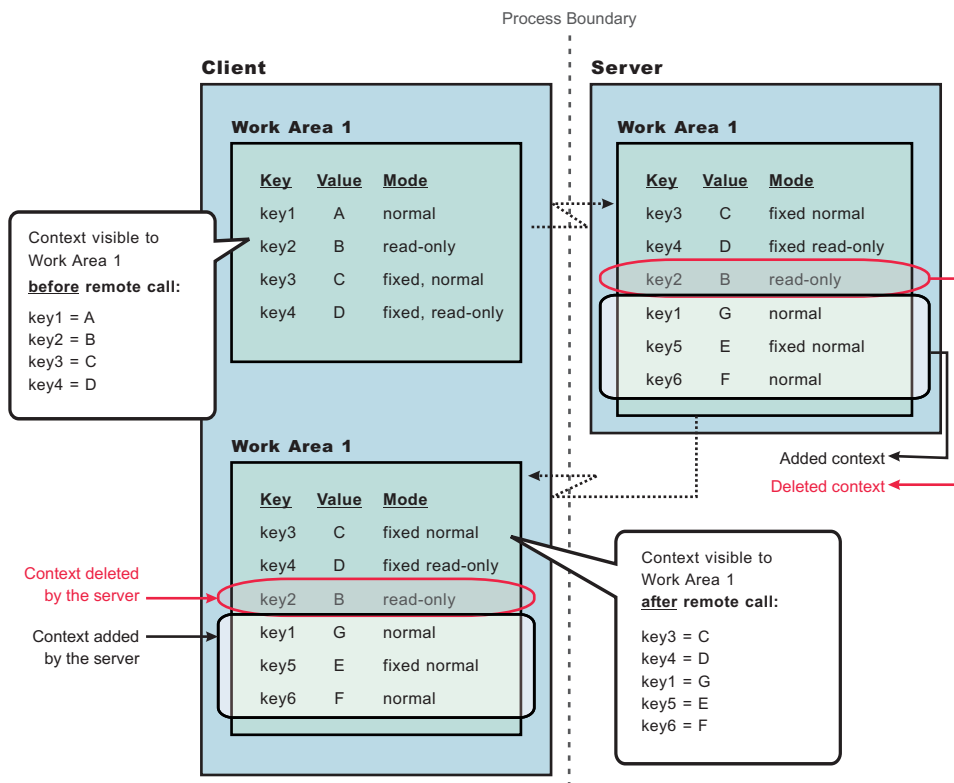 Process Boundary
Client
Work Area 1
Key Value Mode
key1 A normal
key2 B read-only
key3 C fixed, normal
key4 D fixed, read-only
Context visible to
Work Area 1
before remote call:
key1 = A
key2 = B
key3 = C
key4 = D
Server
Work Area 1
Key Value Mode
key3 C fixed normal
key4 D fixed read-only
key2 B read-only
key1 G normal
key5 E fixed normal
key6 F normal
Added context
Deleted context
Work Area 1
Key Value Mode
key3 C fixed normal
key4 D fixed read-only
key2 B read-only
key1 G normal
key5 E fixed normal
key6 F normal
Context deleted
by the server
Context added
by the server
Context visible to
Work Area 1
after remote call:
key3 = C
key4 = D
key1 = G
key5 = E
key6 = F